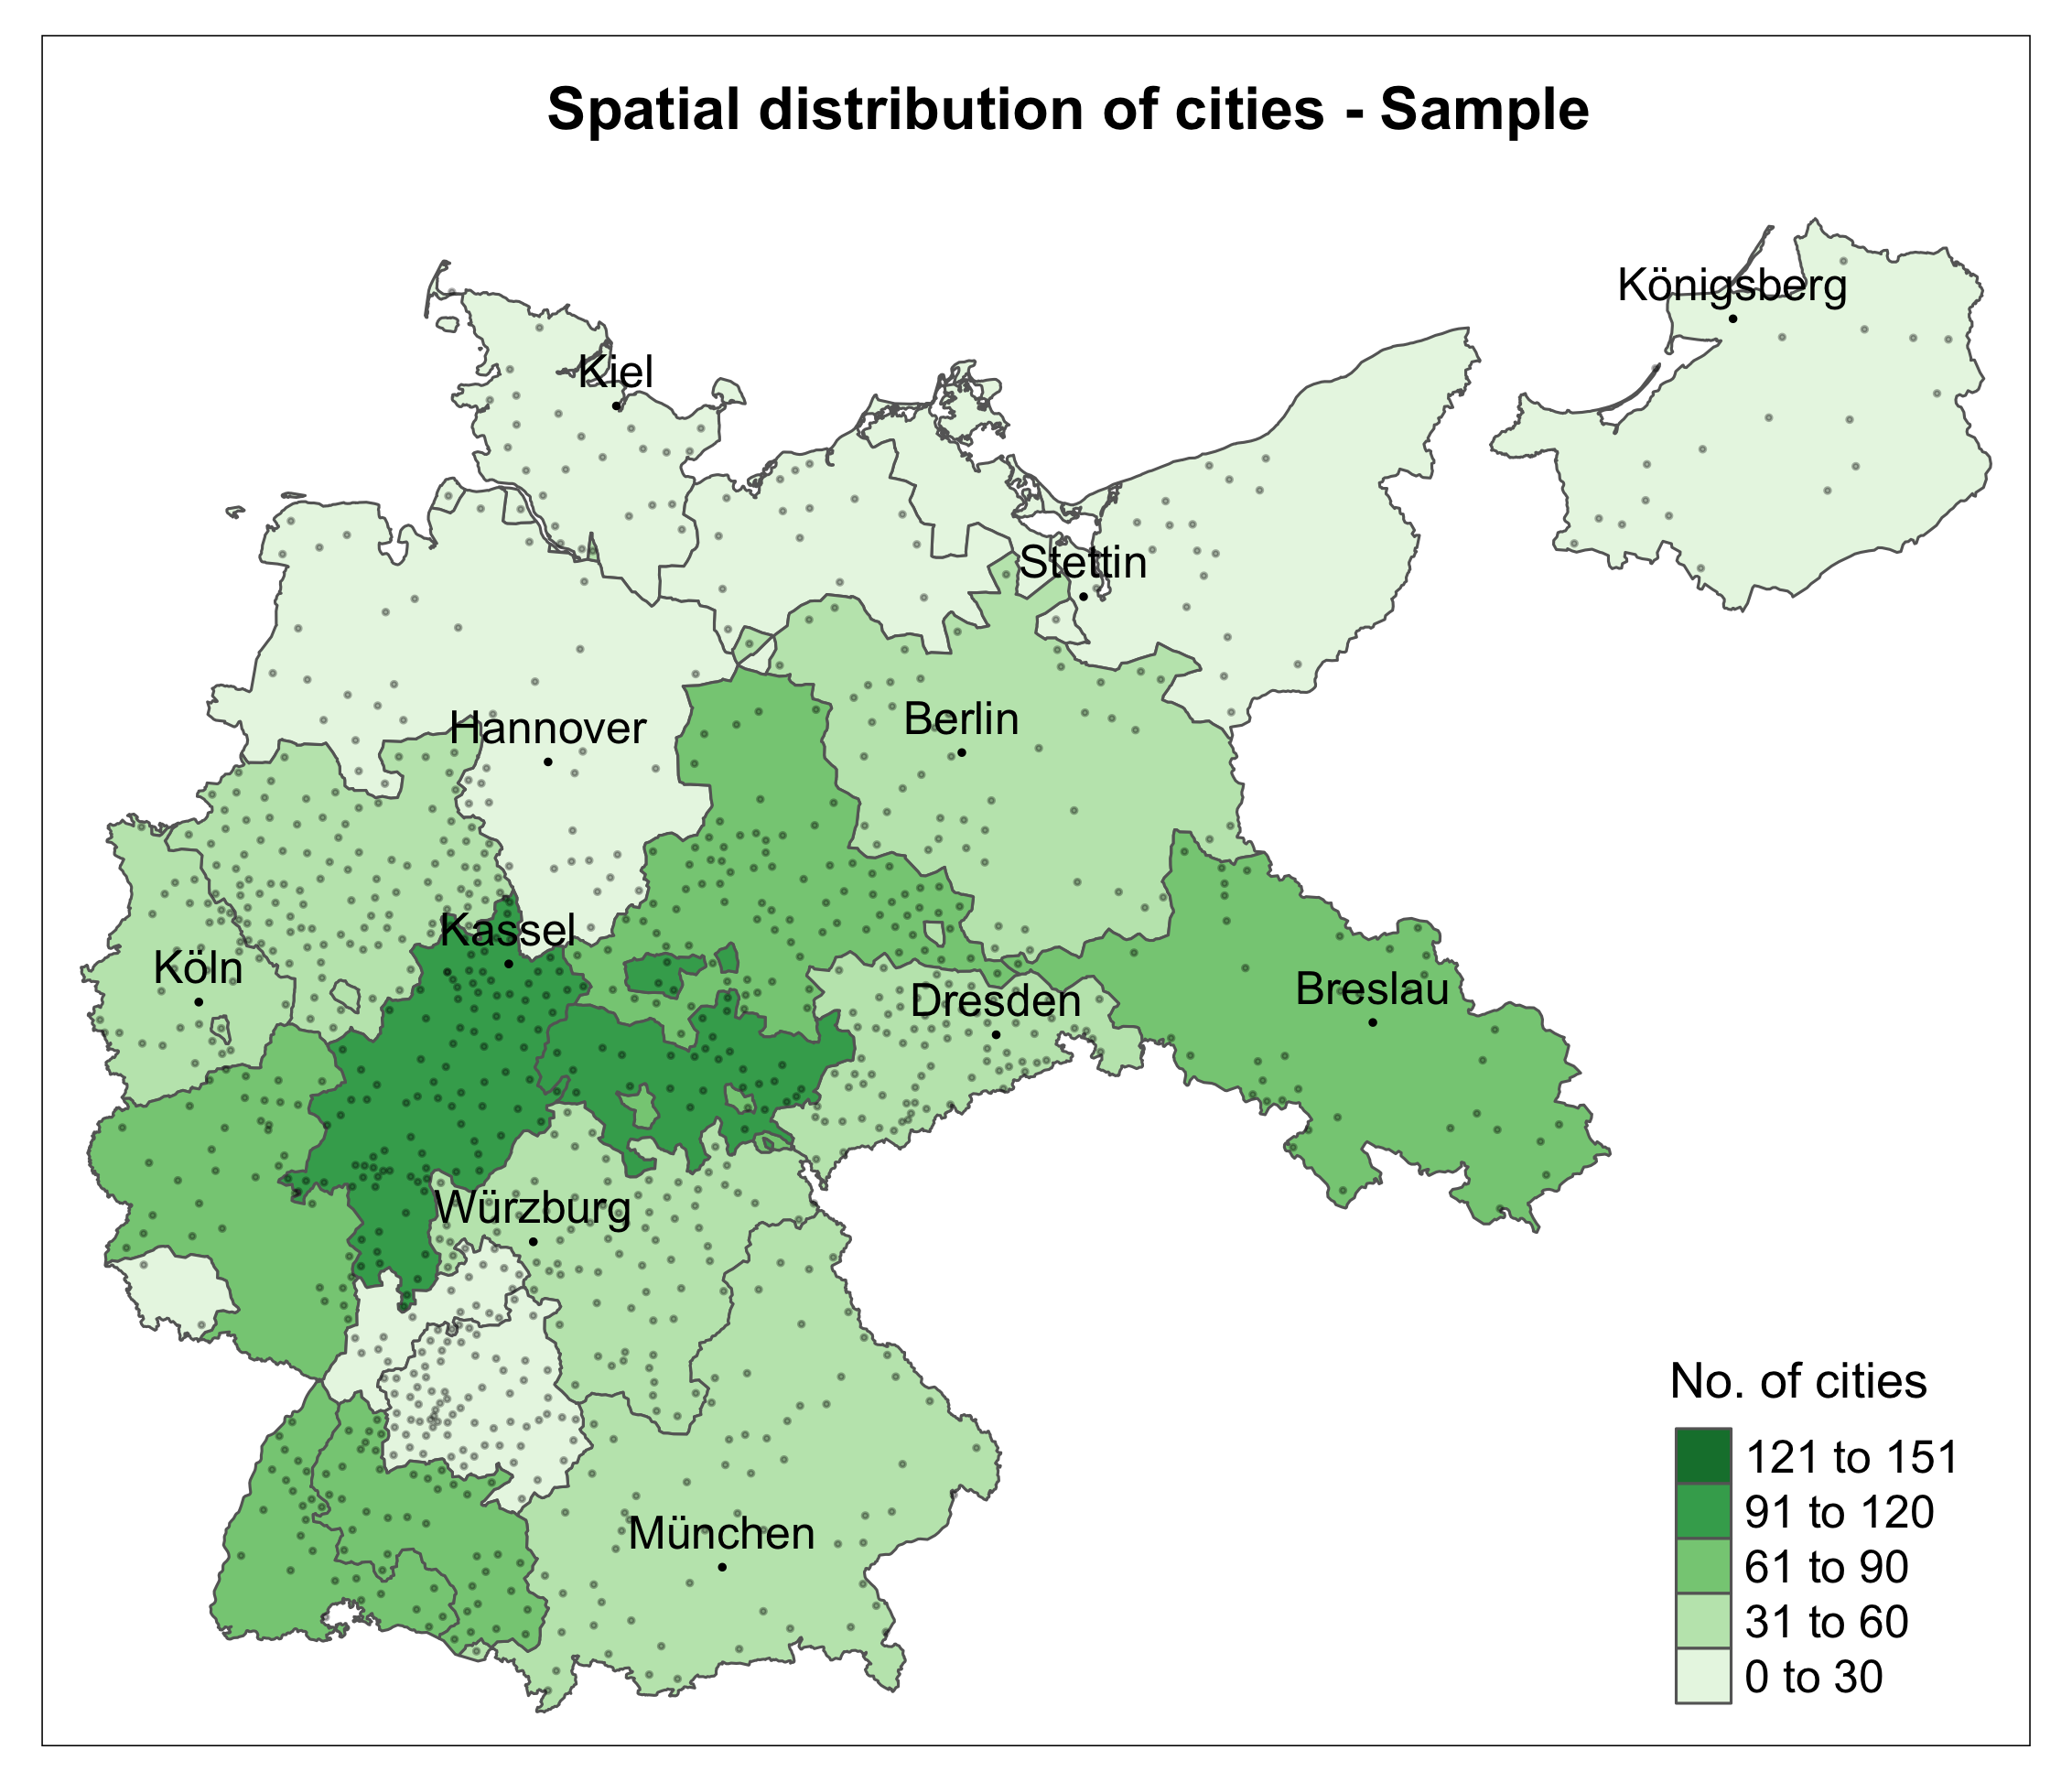 Spatial distribution of cities - Sample
Königsberg
Kiel
Stettin
Hannover
Berlin
Kassel
Köln
Dresden
Breslau
Würzburg
München
No. of cities
121 to 151
91 to 120
61 to 90
31 to 60
0 to 30